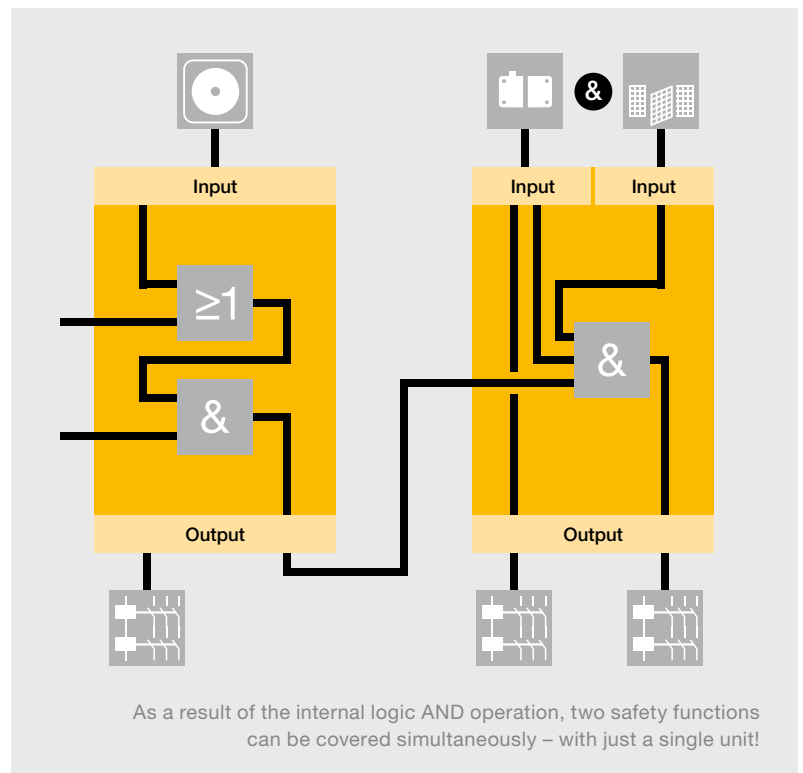 &
Input
Input
Input
≥1
&
&
Output
Output
As a result of the internal logic AND operation, two safety functions
can be covered simultaneously – with just a single unit!